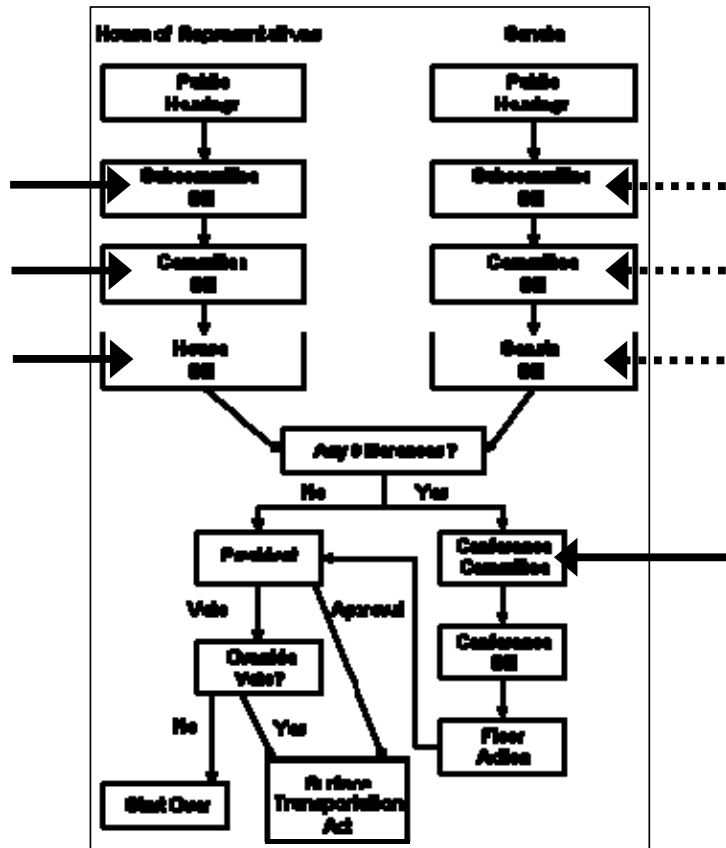 House of Representatives
Senate
Public
Hearings
Public
Hearings
Subcommittee
Bill
Subcommittee
Bill
Committee
Bill
Committee
Bill
House
Bill
Senate
Bill
Any Differences?
No
Yes
President
Conference
Committee
Veto
Approval
Override
Veto?
Conference
Bill
No
Yes
Floor
Action
Start Over
Surface
Transportation
Act